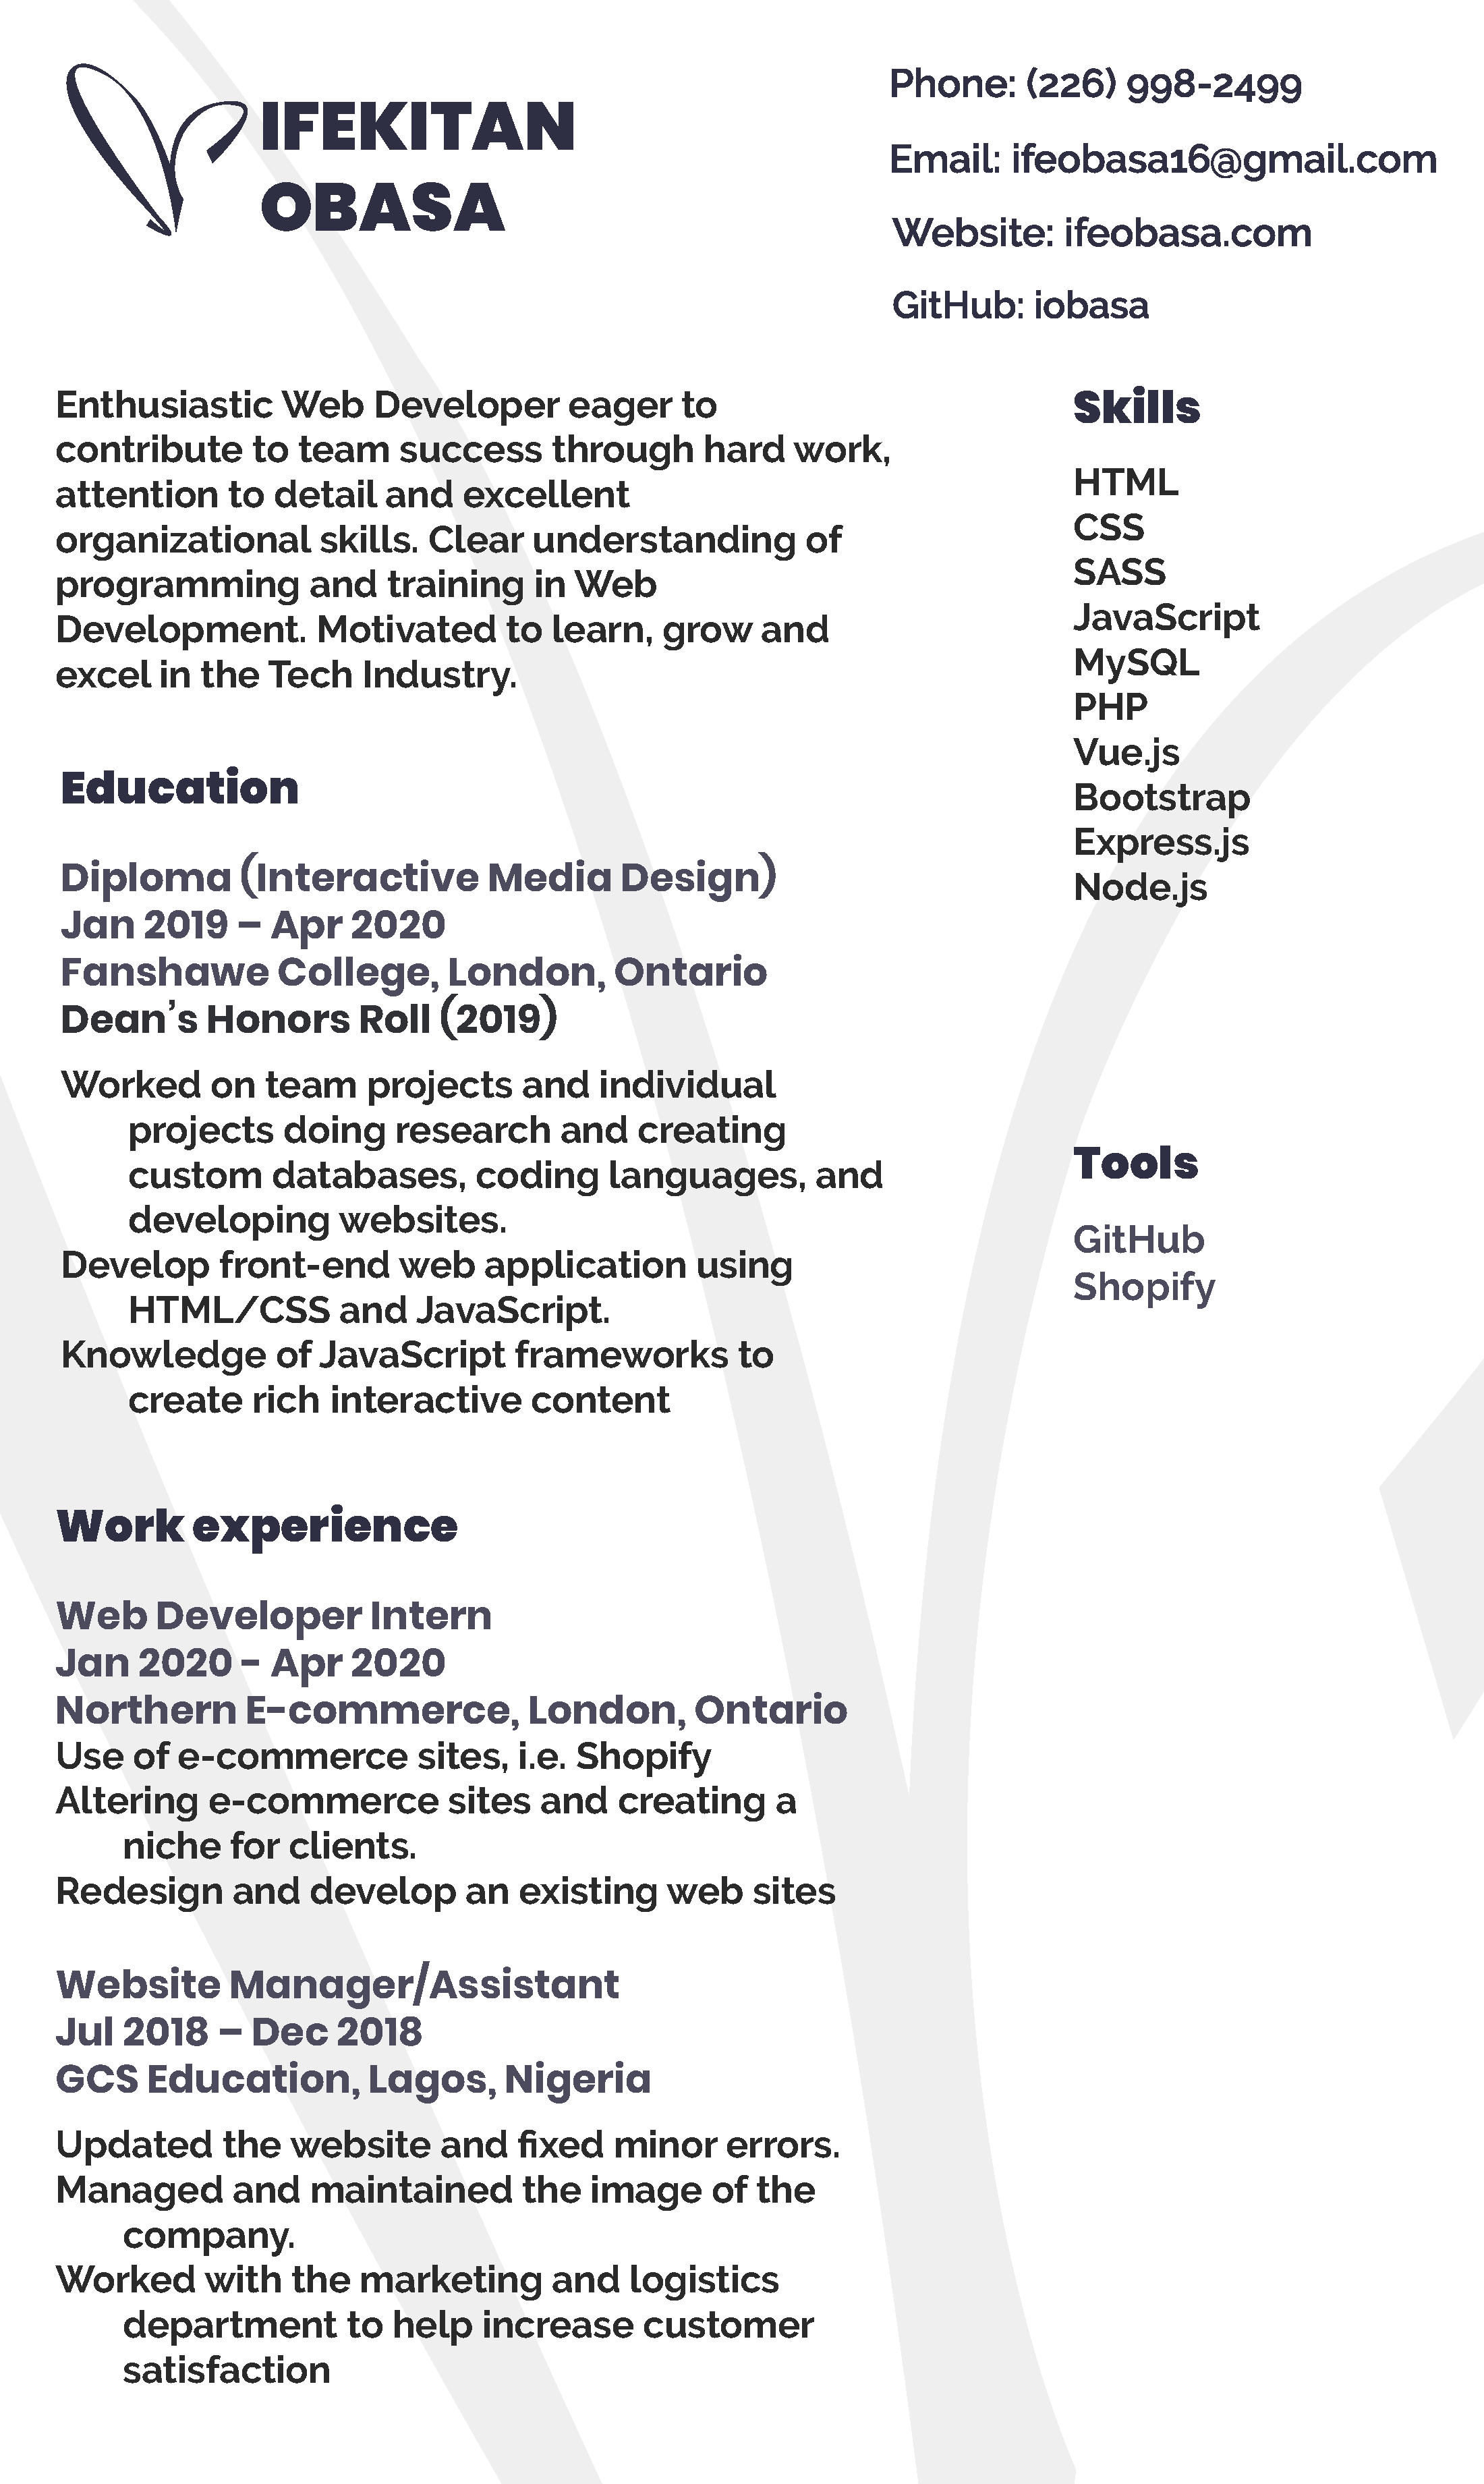 IFEKITAN
OBASA
Phone: (226) 998-2499
Email: ifeobasa16@gmail.com
Website: ifeobasa.com
GitHub: iobasa
Enthusiastic Web Developer eager to
contribute to team success through hard work,
attention to detail and excellent
organizational skills. Clear understanding of
programming and training in Web
Development. Motivated to learn, grow and
excel in the Tech Industry.
Education
Diploma (Interactive Media Design)
Jan 2019 – Apr 2020
Fanshawe College, London, Ontario
Dean’s Honors Roll (2019)
Worked on team projects and individual
projects doing research and creating
custom databases, coding languages, and
developing websites.
Develop front-end web application using
HTML/CSS and JavaScript.
Knowledge of JavaScript frameworks to
create rich interactive content
Work experience
Web Developer Intern
Jan 2020 - Apr 2020
Northern E-commerce, London, Ontario
Use of e-commerce sites, i.e. Shopify
Altering e-commerce sites and creating a
niche for clients.
Redesign and develop an existing web sites
Website Manager/Assistant
Jul 2018 – Dec 2018
GCS Education, Lagos, Nigeria
Updated the website and fixed minor errors.
Managed and maintained the image of the
company.
Worked with the marketing and logistics
department to help increase customer
satisfaction
Skills
HTML
CSS
SASS
JavaScript
MySQL
PHP
Vue.js
Bootstrap
Express.js
Node.js
Tools
GitHub
Shopify